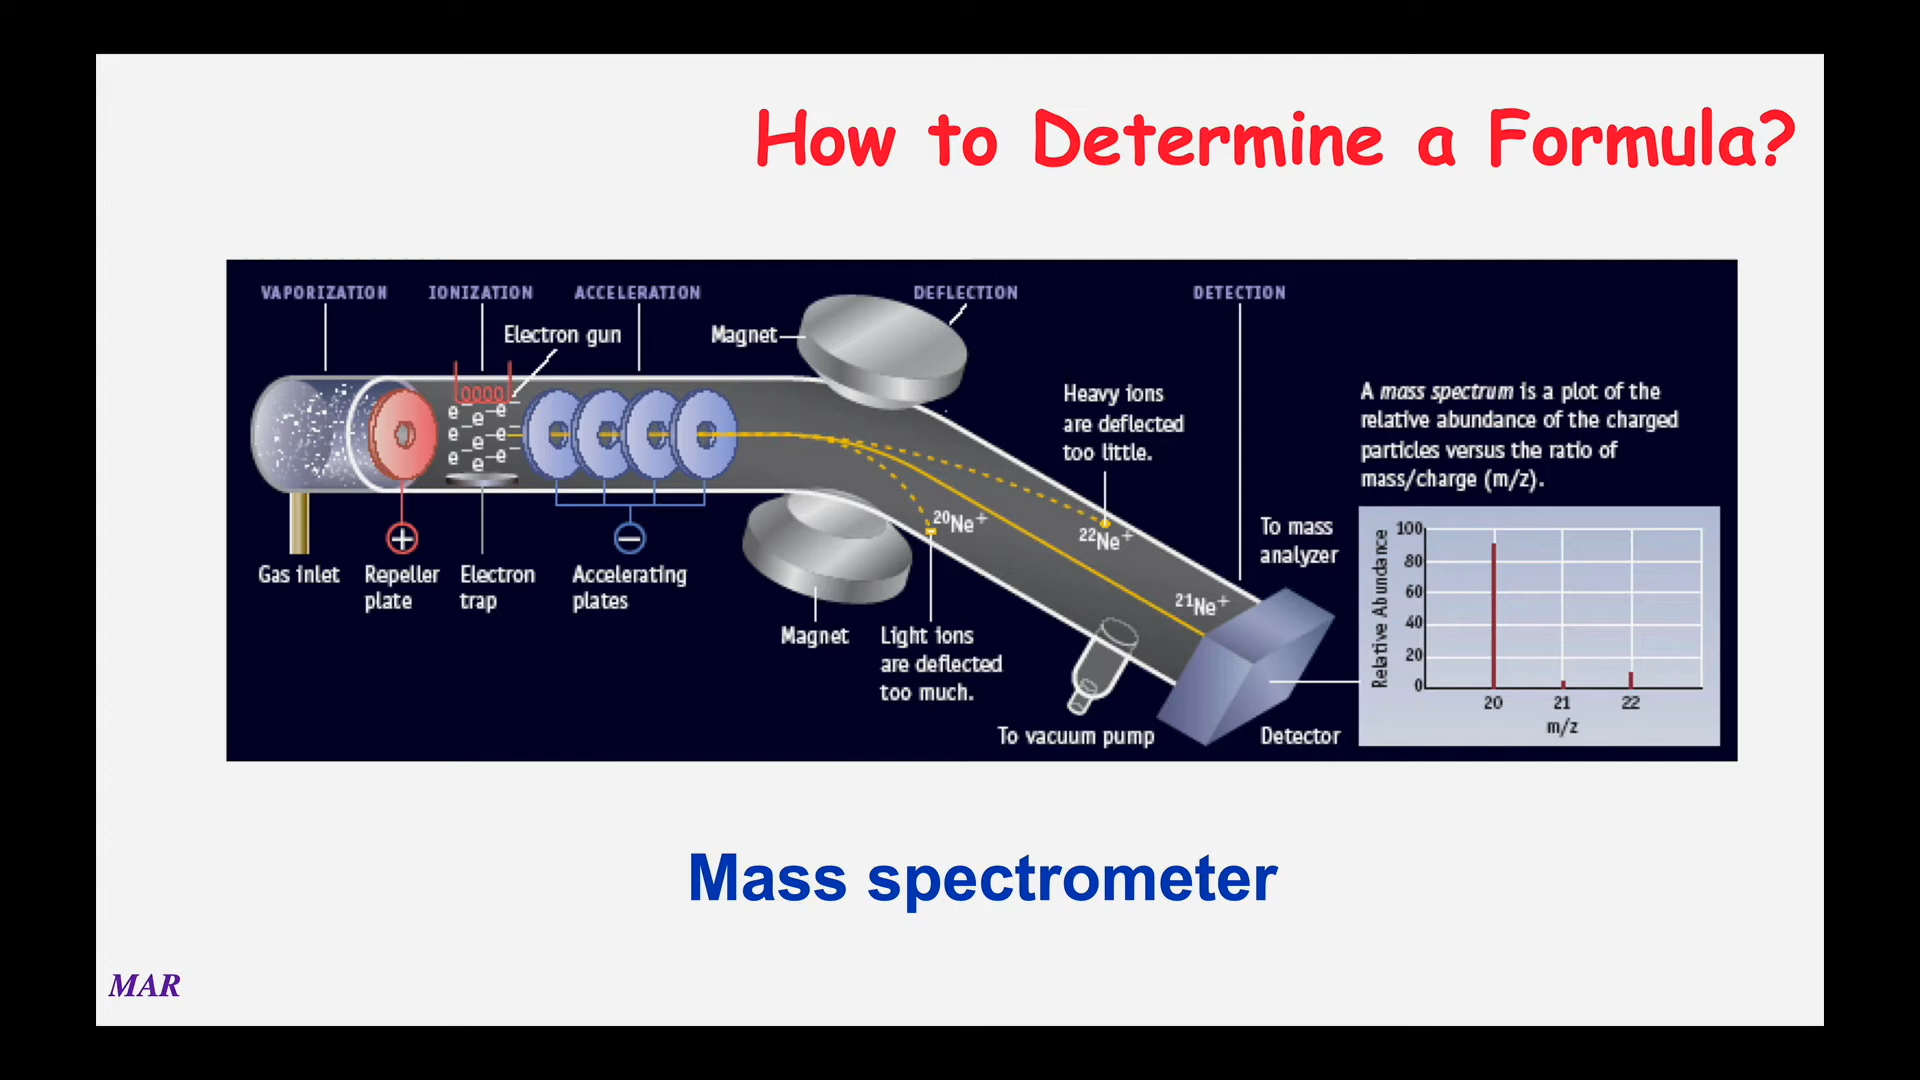 How to Determine a Formula?
VAPORIZATION
IONIZATION
ACCELERATION
DEFLECTION
DETECTION
Electron gun
Magnet
e⁻ e⁻ e⁻
e⁻ e⁻ e⁻
e⁻ e⁻ e⁻
Heavy ions
are deflected
too little.
A mass spectrum is a plot of the
relative abundance of the charged
particles versus the ratio of
mass/charge (m/z).
²⁰Ne⁺
²²Ne⁺
²¹Ne⁺
To mass
analyzer
+
−
Gas inlet
Repeller
plate
Electron
trap
Accelerating
plates
Magnet
Light ions
are deflected
too much.
To vacuum pump
Detector
Relative Abundance
100
80
60
40
20
0
20 21 22
m/z
Mass spectrometer
MAR